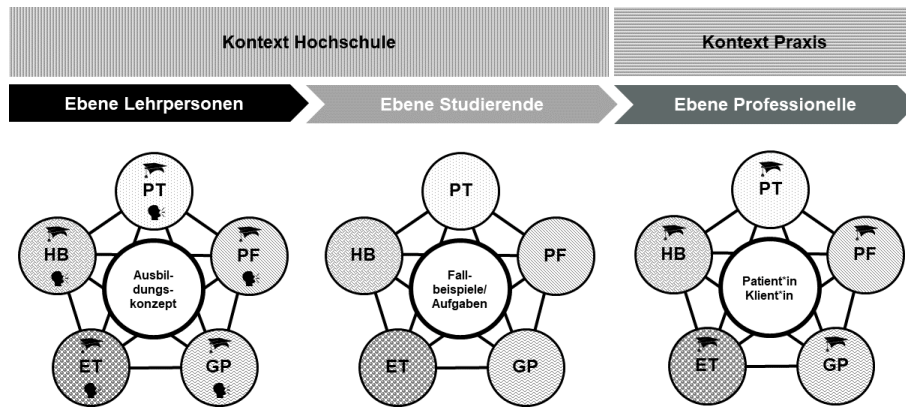 Kontext Hochschule
Kontext Praxis
Ebene Lehrpersonen
Ebene Studierende
Ebene Professionelle
PT
HB
PF
Ausbil-
dungs-
konzept
ET
GP
PT
HB
PF
Fall-
beispiele/
Aufgaben
ET
GP
PT
HB
PF
Patient*in
Klient*in
ET
GP